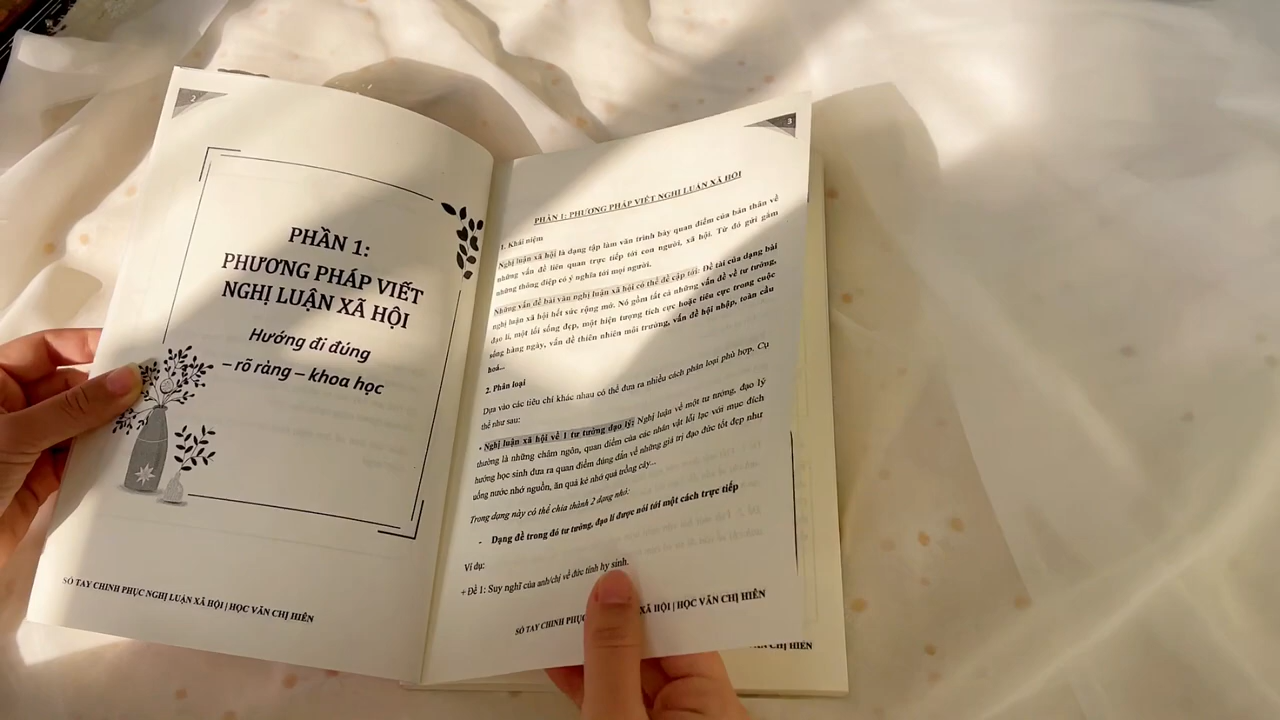 2
PHẦN 1:
PHƯƠNG PHÁP VIẾT
NGHỊ LUẬN XÃ HỘI
Hướng đi đúng
– rõ ràng – khoa học
SỔ TAY CHINH PHỤC NGHỊ LUẬN XÃ HỘI | HỌC VĂN CHỊ HIÊN
3
PHẦN 1: PHƯƠNG PHÁP VIẾT NGHỊ LUẬN XÃ HỘI
1. Khái niệm
Nghị luận xã hội là dạng tập làm văn trình bày quan điểm của bản thân về
những vấn đề liên quan trực tiếp tới con người, xã hội. Từ đó gửi gắm
những thông điệp có ý nghĩa tới mọi người.
Những vấn đề bài văn nghị luận xã hội có thể đề cập tới: Đề tài của dạng bài
nghị luận xã hội hết sức rộng mở. Nó gồm tất cả những vấn đề về tư tưởng,
đạo lí, một lối sống đẹp, một hiện tượng tích cực hoặc tiêu cực trong cuộc
sống hàng ngày, vấn đề thiên nhiên môi trường, vấn đề hội nhập, toàn cầu
hoá...
2. Phân loại
Dựa vào các tiêu chí khác nhau có thể đưa ra nhiều cách phân loại phù hợp. Cụ
thể như sau:
• Nghị luận xã hội về 1 tư tưởng đạo lý: Nghị luận về một tư tưởng, đạo lý
thường là những châm ngôn, quan điểm của các nhân vật lỗi lạc với mục đích
hướng học sinh đưa ra quan điểm đúng đắn về những giá trị đạo đức tốt đẹp như
uống nước nhớ nguồn, ăn quả kẻ nhớ quả trồng cây...
Trong dạng này có thể chia thành 2 dạng nhỏ:
- Dạng đề trong đó tư tưởng, đạo lí được nói tới một cách trực tiếp
Ví dụ:
+ Đề 1: Suy nghĩ của anh/chị về đức tính hy sinh.
SỔ TAY CHINH PHỤC XÃ HỘI | HỌC VĂN CHỊ HIÊN
CHỊ HIÊN